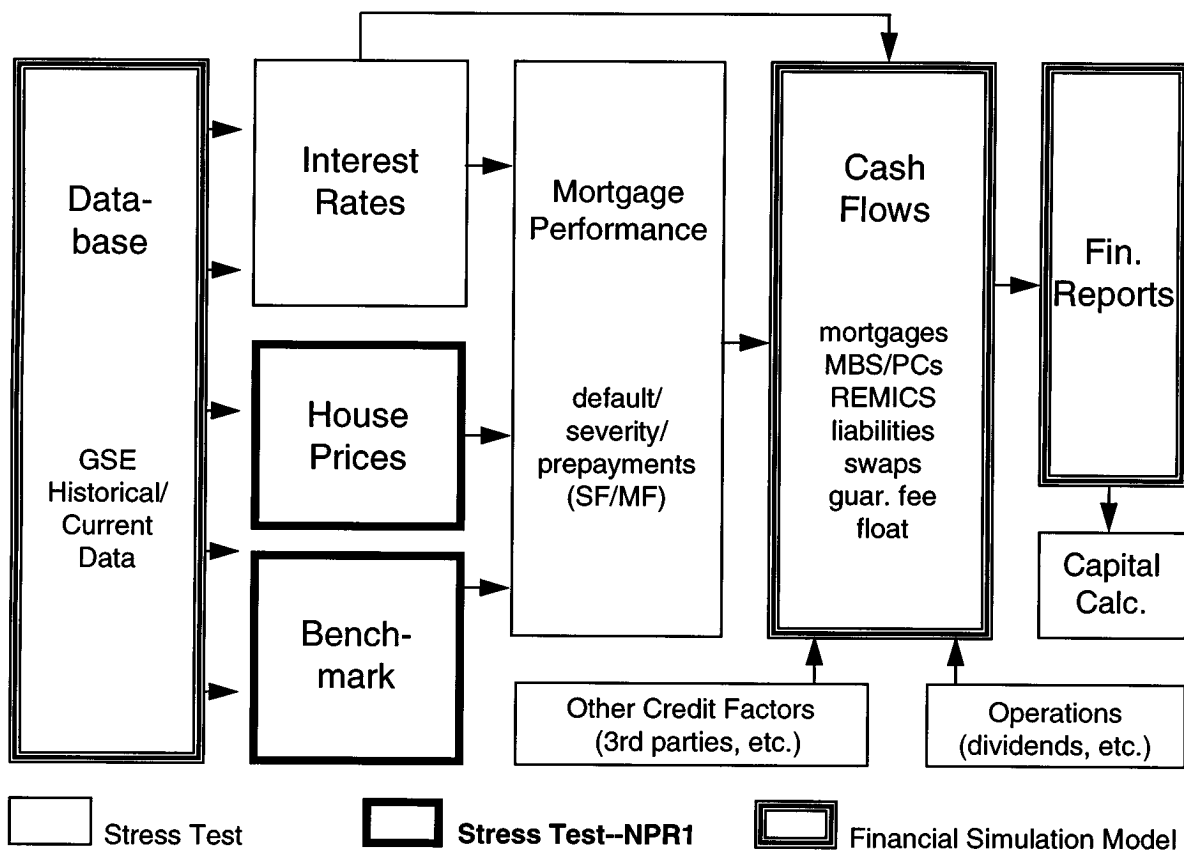 Data-
base
GSE
Historical/
Current
Data
Interest
Rates
House
Prices
Bench-
mark
Mortgage
Performance
default/
severity/
prepayments
(SF/MF)
Cash
Flows
mortgages
MBS/PCs
REMICS
liabilities
swaps
guar. fee
float
Fin.
Reports
Capital
Calc.
Other Credit Factors
(3rd parties, etc.)
Operations
(dividends, etc.)
Stress Test
Stress Test--NPR1
Financial Simulation Model